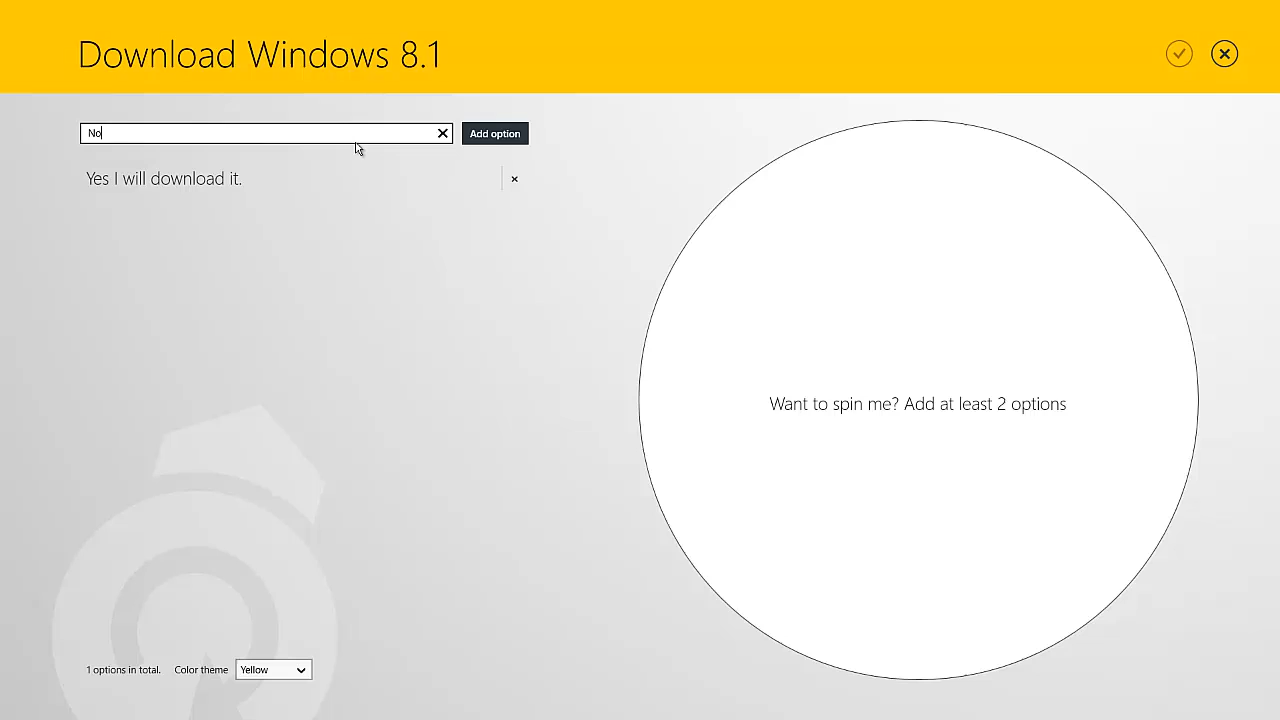 Download Windows 8.1
No
Add option
Yes I will download it.
Want to spin me? Add at least 2 options
1 options in total.
Color theme
Yellow